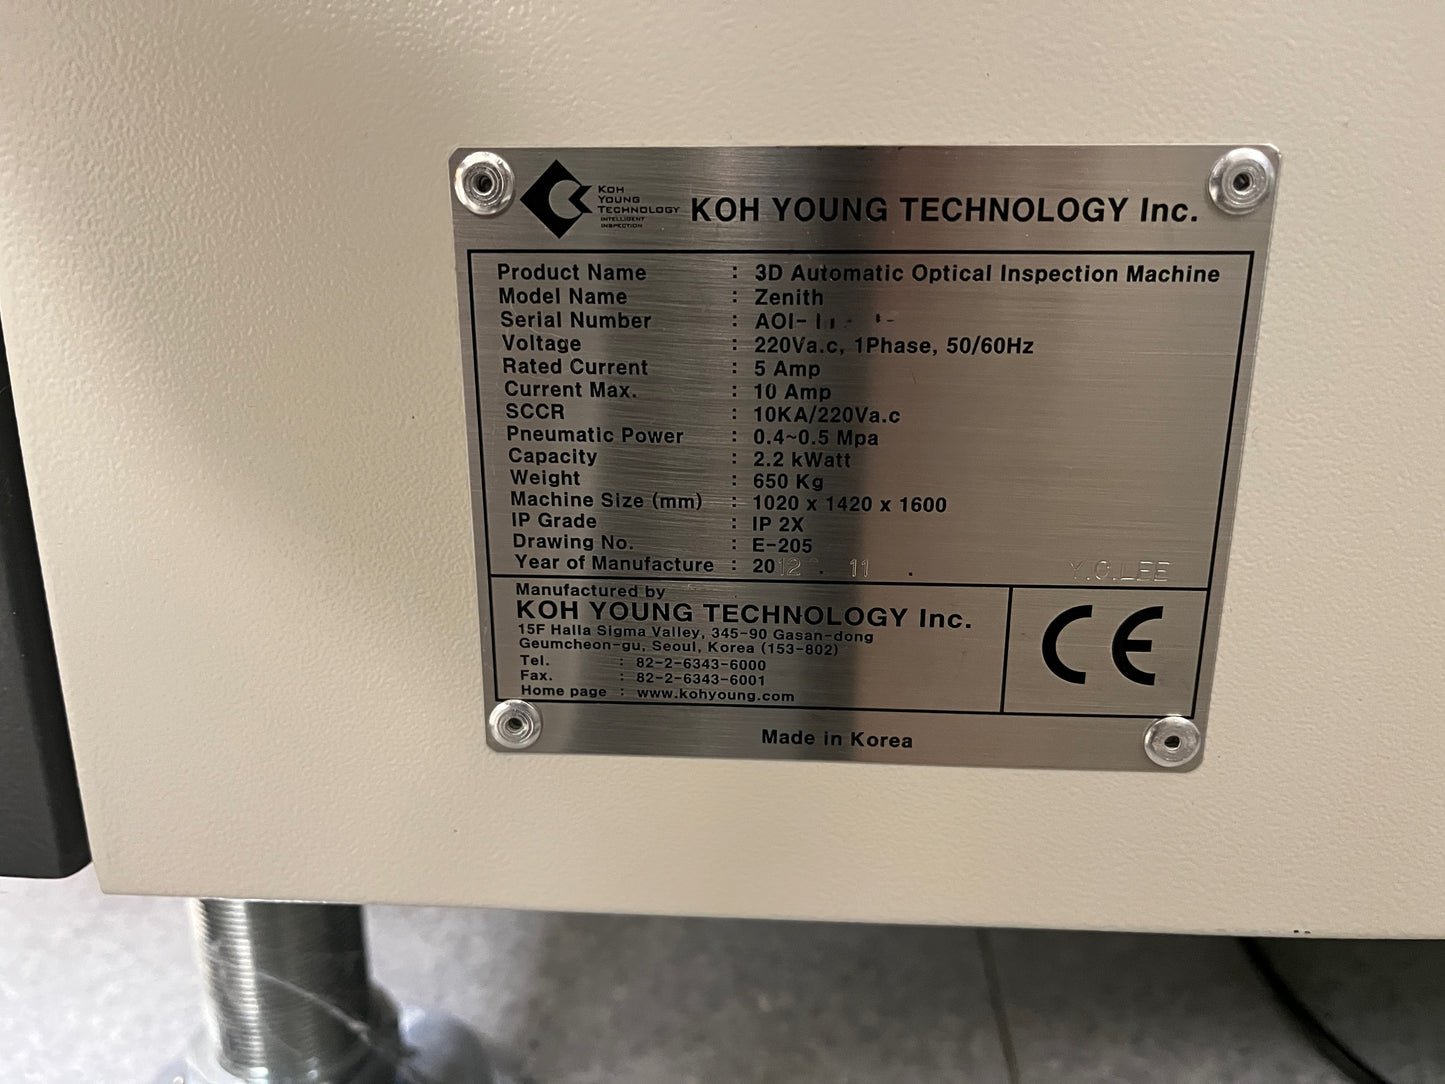 KOH
YOUNG
TECHNOLOGY
INTELLIGENT
INSPECTION
KOH YOUNG TECHNOLOGY Inc.
Product Name : 3D Automatic Optical Inspection Machine
Model Name : Zenith
Serial Number : AOI-
Voltage : 220Va.c, 1Phase, 50/60Hz
Rated Current : 5 Amp
Current Max. : 10 Amp
SCCR : 10KA/220Va.c
Pneumatic Power : 0.4~0.5 Mpa
Capacity : 2.2 kWatt
Weight : 650 Kg
Machine Size (mm) : 1020 x 1420 x 1600
IP Grade : IP 2X
Drawing No. : E-205
Year of Manufacture : 2012 . 11 . Y.O.LEE
Manufactured by
KOH YOUNG TECHNOLOGY Inc.
15F Halla Sigma Valley, 345-90 Gasan-dong
Geumcheon-gu, Seoul, Korea (153-802)
Tel. : 82-2-6343-6000
Fax. : 82-2-6343-6001
Home page : www.kohyoung.com
CE
Made in Korea